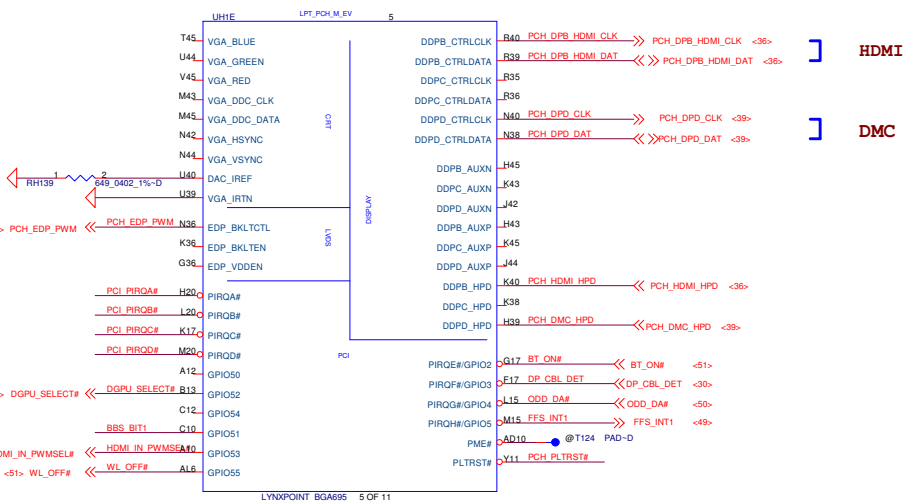 UH1E LPT_PCH_M_EV 5
T45 VGA_BLUE DDPB_CTRLCLK R40 PCH_DPB_HDMI_CLK PCH_DPB_HDMI_CLK <36> HDMI
U44 VGA_GREEN DDPB_CTRLDATA R39 PCH_DPB_HDMI_DAT PCH_DPB_HDMI_DAT <36>
V45 VGA_RED DDPC_CTRLCLK R35
M43 VGA_DDC_CLK DDPC_CTRLDATA R36
M45 VGA_DDC_DATA DDPD_CTRLCLK N40 PCH_DPD_CLK PCH_DPD_CLK <39> DMC
N42 VGA_HSYNC DDPD_CTRLDATA N38 PCH_DPD_DAT PCH_DPD_DAT <39>
CRT
N44 VGA_VSYNC DDPB_AUXN H45
1 2 U40 DAC_IREF DDPC_AUXN K43
RH139 649_0402_1%~D
U39 VGA_IRTN DDPD_AUXN J42
DISPLAY
PCH_EDP_PWM PCH_EDP_PWM N36 EDP_BKLTCTL DDPB_AUXP H43
LVDS
K36 EDP_BKLTEN DDPC_AUXP K45
G36 EDP_VDDEN DDPD_AUXP J44
DDPB_HPD K40 PCH_HDMI_HPD PCH_HDMI_HPD <36>
PCI_PIRQA# H20 PIRQA# DDPC_HPD K38
PCI_PIRQB# L20 PIRQB# DDPD_HPD H39 PCH_DMC_HPD PCH_DMC_HPD <39>
PCI_PIRQC# K17 PIRQC#
PCI_PIRQD# M20 PIRQD# PCI
PIRQE#/GPIO2 G17 BT_ON# BT_ON# <51>
A12 GPIO50 PIRQF#/GPIO3 F17 DP_CBL_DET DP_CBL_DET <30>
> DGPU_SELECT# DGPU_SELECT# B13 GPIO52 PIRQG#/GPIO4 L15 ODD_DA# ODD_DA# <50>
C12 GPIO54 PIRQH#/GPIO5 M15 FFS_INT1 FFS_INT1 <49>
BBS_BIT1 C10 GPIO51 PME# AD10 @T124 PAD~D
HDMI_IN_PWMSEL# A10 GPIO53 PLTRST# Y11 PCH_PLTRST#
<51> WL_OFF# WL_OFF# AL6 GPIO55
LYNXPOINT_BGA695 5 OF 11